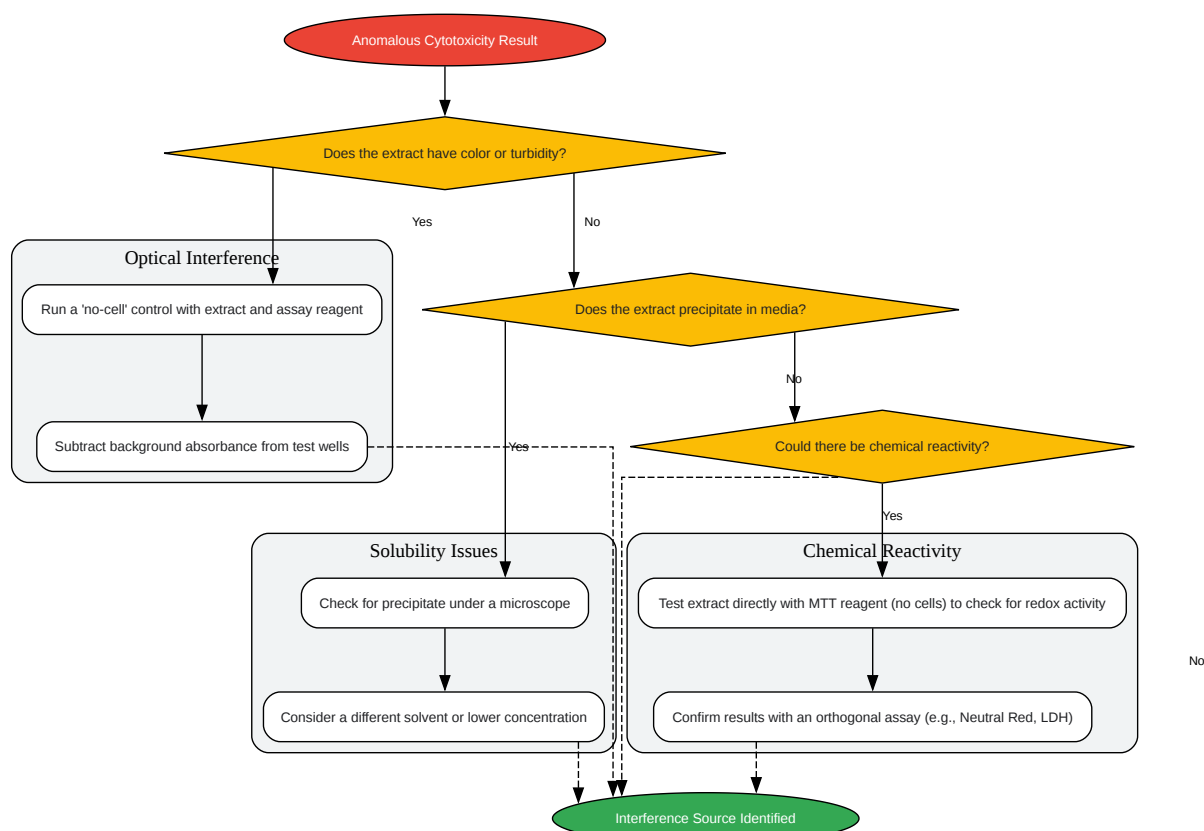 Anomalous Cytotoxicity Result
Does the extract have color or turbidity?
Yes
No
Optical Interference
Run a 'no-cell' control with extract and assay reagent
Does the extract precipitate in media?
No
Subtract background absorbance from test wells
Yes
Could there be chemical reactivity?
Yes
Solubility Issues
Chemical Reactivity
Check for precipitate under a microscope
Test extract directly with MTT reagent (no cells) to check for redox activity
No
Consider a different solvent or lower concentration
Confirm results with an orthogonal assay (e.g., Neutral Red, LDH)
Interference Source Identified